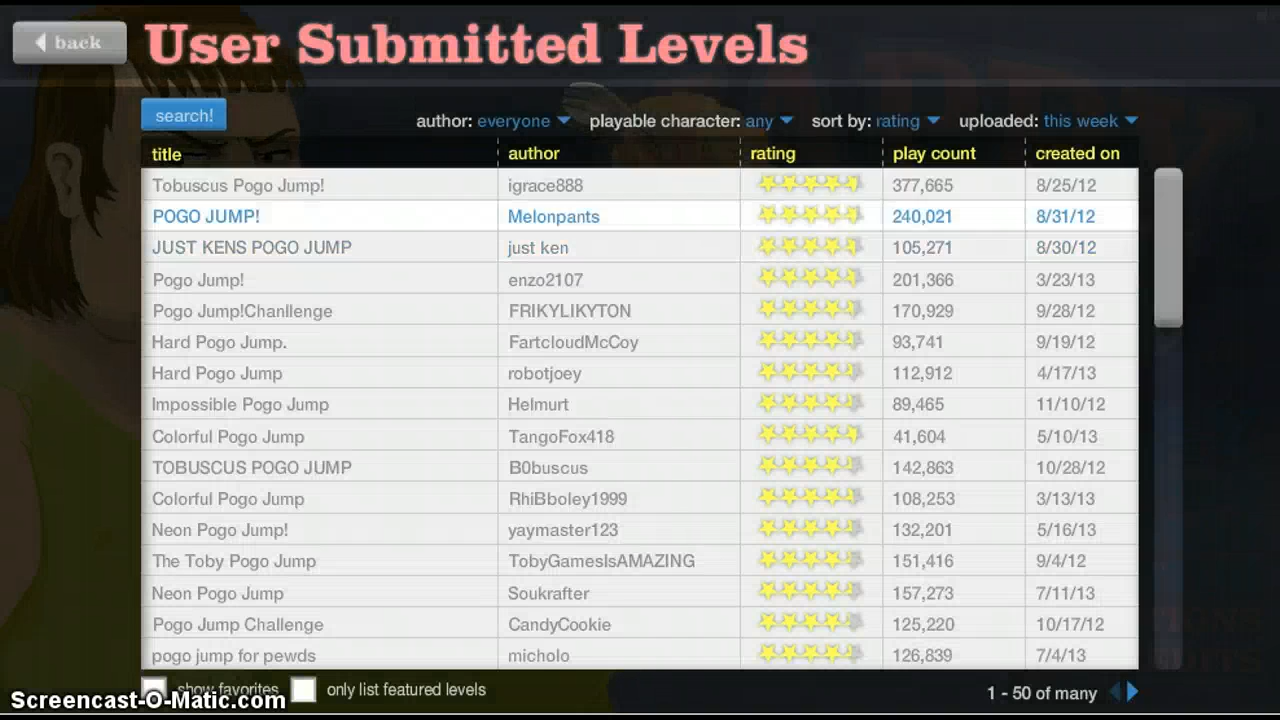 back
User Submitted Levels
search!
author: everyone playable character: any sort by: rating uploaded: this week
title author rating play count created on
Tobuscus Pogo Jump! igrace888 377,665 8/25/12
POGO JUMP! Melonpants 240,021 8/31/12
JUST KENS POGO JUMP just ken 105,271 8/30/12
Pogo Jump! enzo2107 201,366 3/23/13
Pogo Jump!Chanllenge FRIKYLIKYTON 170,929 9/28/12
Hard Pogo Jump. FartcloudMcCoy 93,741 9/19/12
Hard Pogo Jump robotjoey 112,912 4/17/13
Impossible Pogo Jump Helmurt 89,465 11/10/12
Colorful Pogo Jump TangoFox418 41,604 5/10/13
TOBUSCUS POGO JUMP B0buscus 142,863 10/28/12
Colorful Pogo Jump RhiBboley1999 108,253 3/13/13
Neon Pogo Jump! yaymaster123 132,201 5/16/13
The Toby Pogo Jump TobyGamesIsAMAZING 151,416 9/4/12
Neon Pogo Jump Soukrafter 157,273 7/11/13
Pogo Jump Challenge CandyCookie 125,220 10/17/12
pogo jump for pewds micholo 126,839 7/4/13
show favorites only list featured levels 1 - 50 of many
Screencast-O-Matic.com